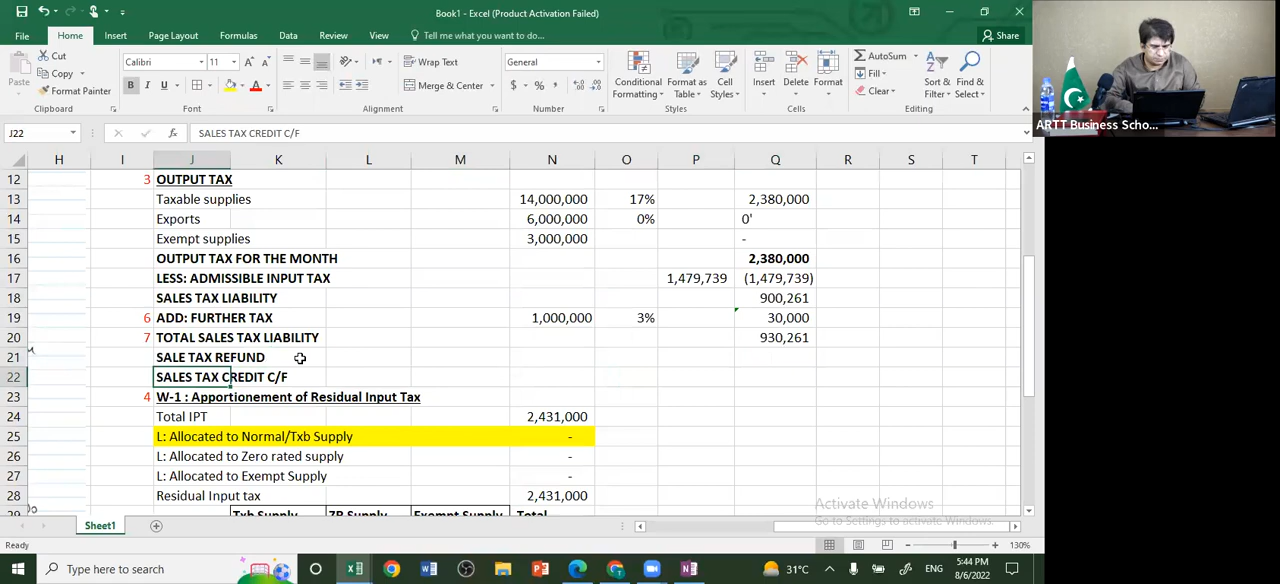 Book1 - Excel (Product Activation Failed)
File Home Insert Page Layout Formulas Data Review View Tell me what you want to do... Share
Paste Cut Copy Format Painter Clipboard
Calibri 11 B I U Font
Wrap Text Merge & Center Alignment
General $ % , Number
Conditional Formatting Format as Table Cell Styles Styles
Insert Delete Format Cells
AutoSum Fill Clear Sort & Filter Find & Select Editing
ARTT Business Scho...
J22 fx SALES TAX CREDIT C/F
H I J K L M N O P Q R S T
12 3 OUTPUT TAX
13 Taxable supplies 14,000,000 17% 2,380,000
14 Exports 6,000,000 0% 0'
15 Exempt supplies 3,000,000 -
16 OUTPUT TAX FOR THE MONTH 2,380,000
17 LESS: ADMISSIBLE INPUT TAX 1,479,739 (1,479,739)
18 SALES TAX LIABILITY 900,261
19 6 ADD: FURTHER TAX 1,000,000 3% 30,000
20 7 TOTAL SALES TAX LIABILITY 930,261
21 SALE TAX REFUND
22 SALES TAX CREDIT C/F
23 4 W-1 : Apportionement of Residual Input Tax
24 Total IPT 2,431,000
25 L: Allocated to Normal/Txb Supply -
26 L: Allocated to Zero rated supply -
27 L: Allocated to Exempt Supply -
28 Residual Input tax 2,431,000
29 Txb Supply ZR Supply Exempt Supply Total
Activate Windows
Go to Settings to activate Windows.
Sheet1
Ready 130%
Type here to search 31°C ENG 5:44 PM
8/6/2022